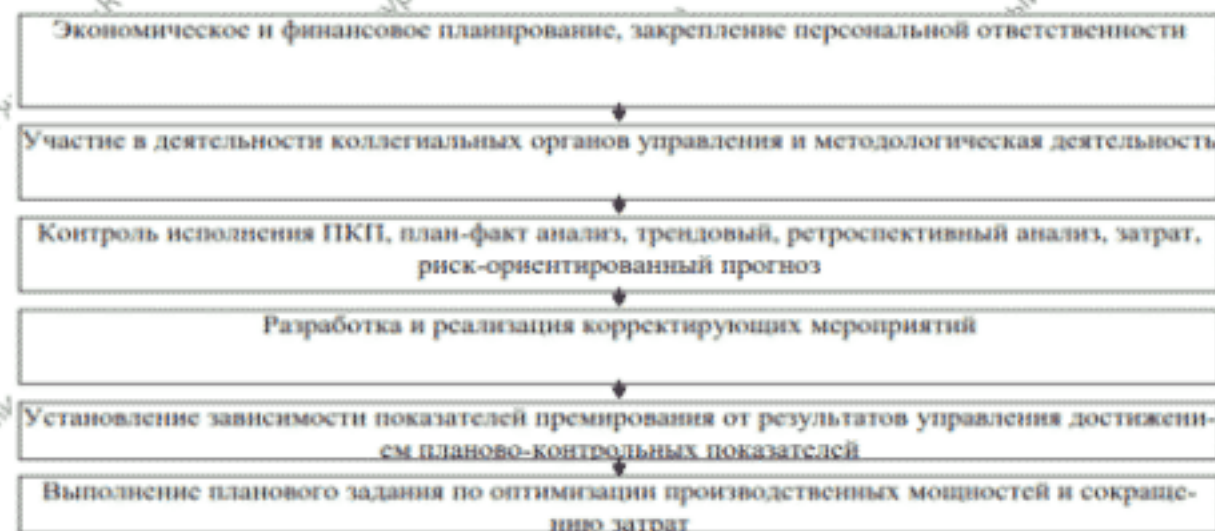 Экономическое и финансовое планирование, закрепление персональной ответственности
Участие в деятельности коллегиальных органов управления и методологическая деятельность
Контроль исполнения ПКП, план-факт анализ, трендовый, ретроспективный анализ, затрат,
риск-ориентированный прогноз
Разработка и реализация корректирующих мероприятий
Установление зависимости показателей премирования от результатов управления достижени-
ем планово-контрольных показателей
Выполнение планового задания по оптимизации производственных мощностей и сокраще-
нию затрат